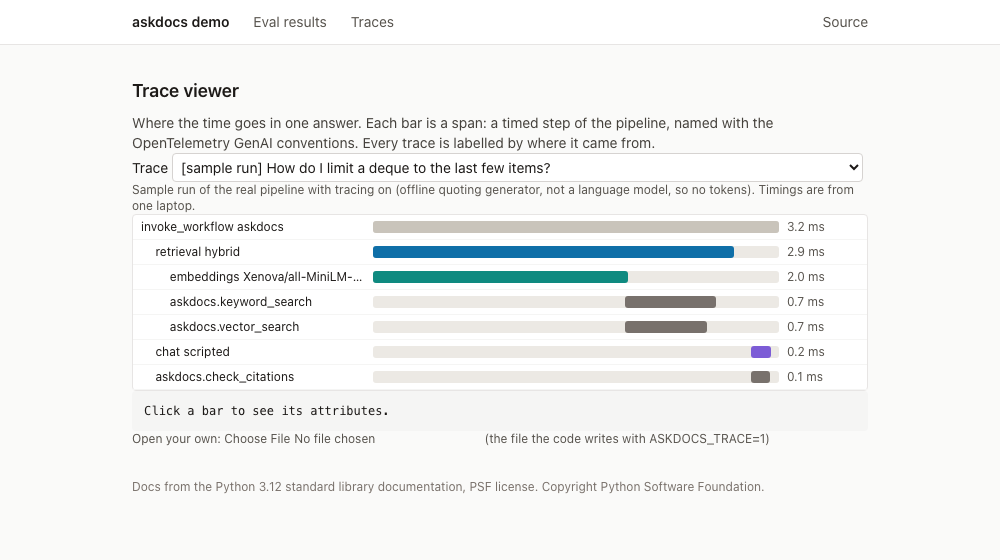 askdocs demo Eval results Traces Source
Trace viewer
Where the time goes in one answer. Each bar is a span: a timed step of the pipeline, named with the
OpenTelemetry GenAI conventions. Every trace is labelled by where it came from.
Trace [sample run] How do I limit a deque to the last few items?
Sample run of the real pipeline with tracing on (offline quoting generator, not a language model, so no tokens). Timings are from
one laptop.
invoke_workflow askdocs 3.2 ms
retrieval hybrid 2.9 ms
embeddings Xenova/all-MiniLM-... 2.0 ms
askdocs.keyword_search 0.7 ms
askdocs.vector_search 0.7 ms
chat scripted 0.2 ms
askdocs.check_citations 0.1 ms
Click a bar to see its attributes.
Open your own: Choose File No file chosen (the file the code writes with ASKDOCS_TRACE=1)
Docs from the Python 3.12 standard library documentation, PSF license. Copyright Python Software Foundation.